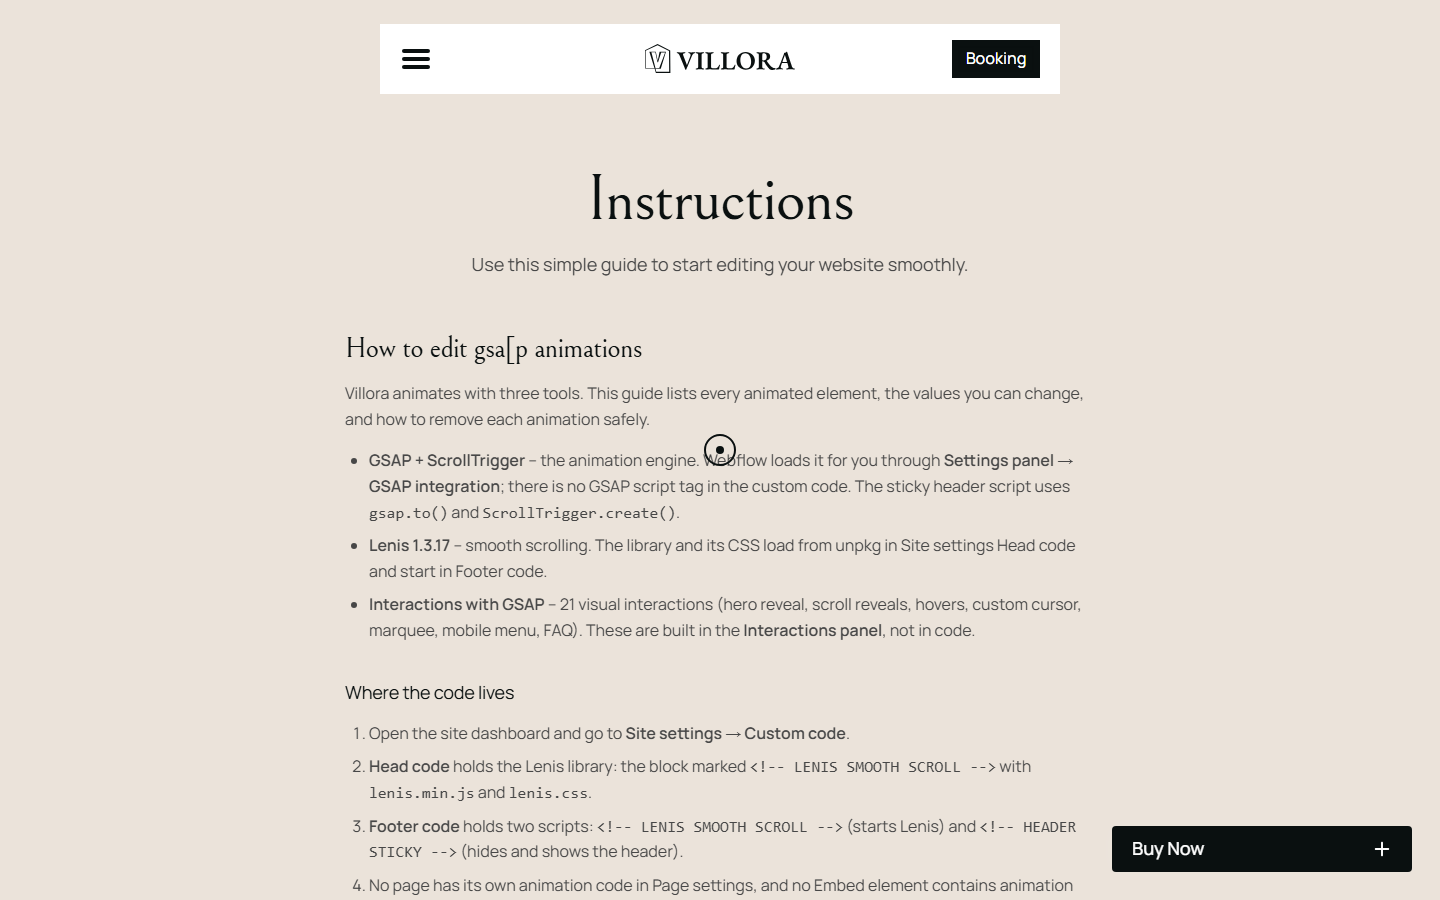 VILLORA
Booking
Instructions
Use this simple guide to start editing your website smoothly.
How to edit gsa[p animations
Villora animates with three tools. This guide lists every animated element, the values you can change,
and how to remove each animation safely.
• GSAP + ScrollTrigger – the animation engine. Webflow loads it for you through Settings panel →
GSAP integration; there is no GSAP script tag in the custom code. The sticky header script uses
gsap.to() and ScrollTrigger.create().
• Lenis 1.3.17 – smooth scrolling. The library and its CSS load from unpkg in Site settings Head code
and start in Footer code.
• Interactions with GSAP – 21 visual interactions (hero reveal, scroll reveals, hovers, custom cursor,
marquee, mobile menu, FAQ). These are built in the Interactions panel, not in code.
Where the code lives
1. Open the site dashboard and go to Site settings → Custom code.
2. Head code holds the Lenis library: the block marked <!-- LENIS SMOOTH SCROLL --> with
lenis.min.js and lenis.css.
3. Footer code holds two scripts: <!-- LENIS SMOOTH SCROLL --> (starts Lenis) and <!-- HEADER
STICKY --> (hides and shows the header).
4. No page has its own animation code in Page settings, and no Embed element contains animation
Buy Now